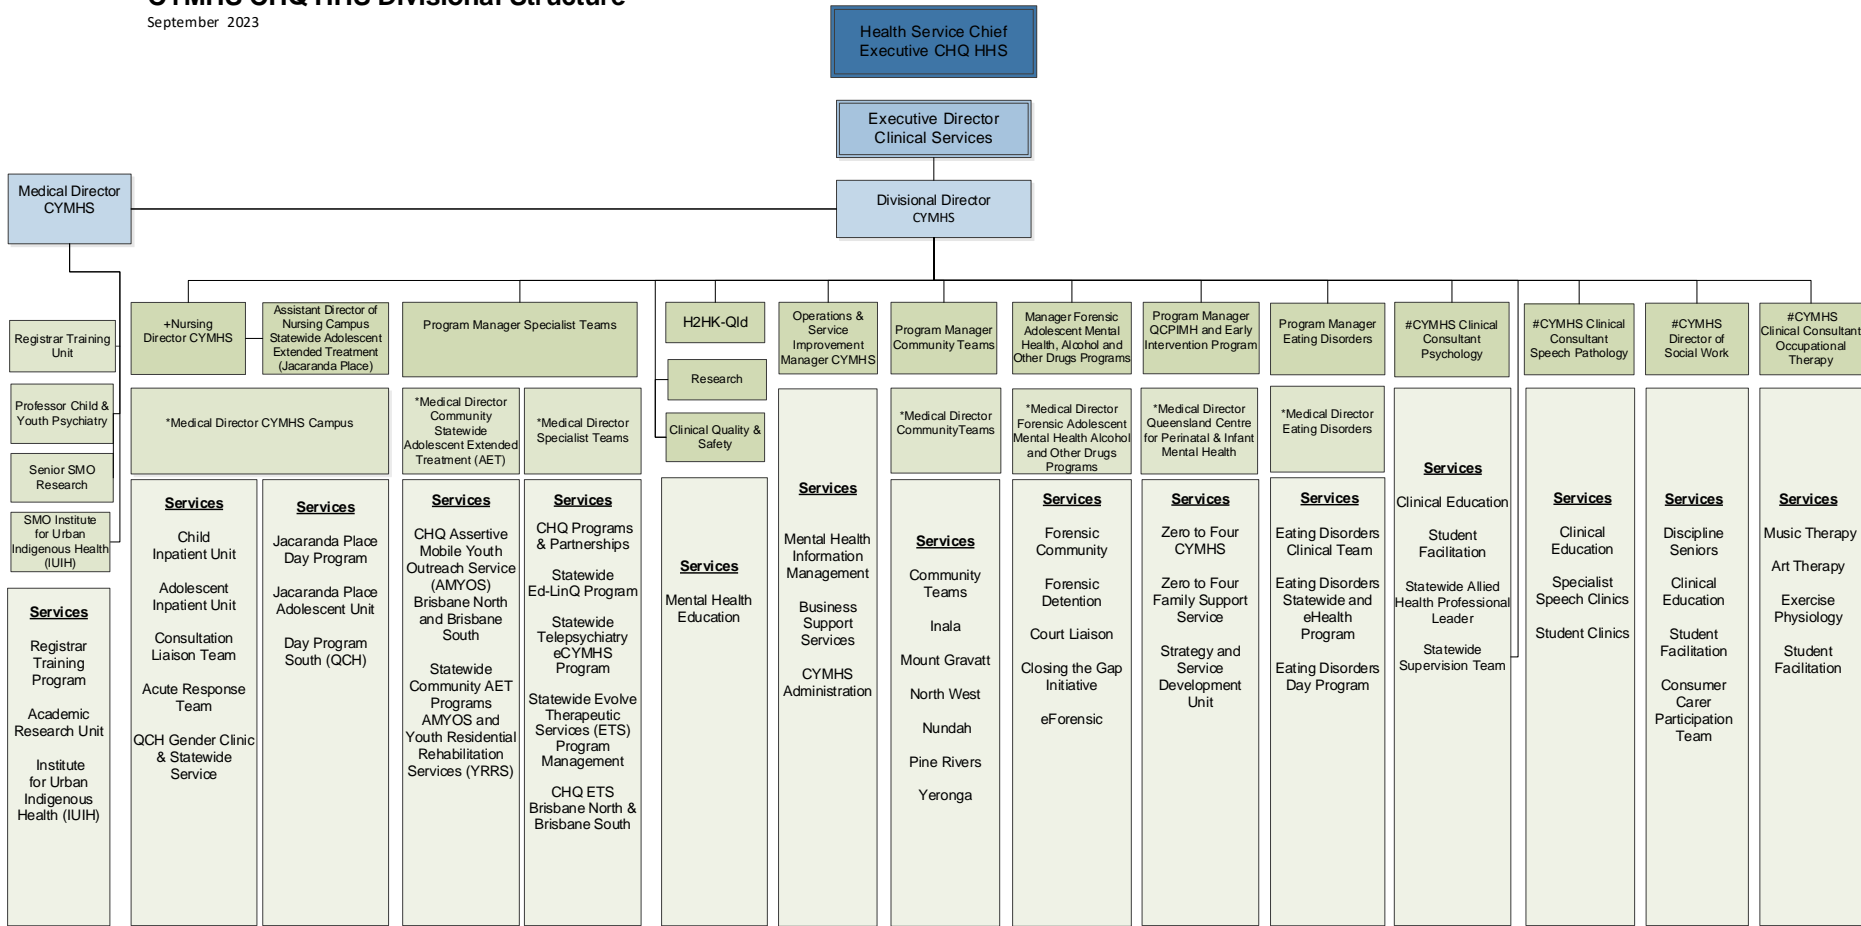 CYMHS CHQ HHS Divisional Structure
September 2023
Health Service Chief
Executive CHQ HHS
Executive Director
Clinical Services
Medical Director
CYMHS
Divisional Director
CYMHS
Registrar Training
Unit
Professor Child &
Youth Psychiatry
Senior SMO
Research
SMO Institute
for Urban
Indigenous Health
(IUIH)
Services
Registrar
Training
Program
Academic
Research Unit
Institute
for Urban
Indigenous
Health (IUIH)
+Nursing
Director CYMHS
Assistant Director of
Nursing Campus
Statewide Adolescent
Extended Treatment
(Jacaranda Place)
*Medical Director CYMHS Campus
Services
Child
Inpatient Unit
Adolescent
Inpatient Unit
Consultation
Liaison Team
Acute Response
Team
QCH Gender Clinic
& Statewide
Service
Services
Jacaranda Place
Day Program
Jacaranda Place
Adolescent Unit
Day Program
South (QCH)
Program Manager Specialist Teams
*Medical Director
Community
Statewide
Adolescent Extended
Treatment (AET)
*Medical Director
Specialist Teams
Services
CHQ Assertive
Mobile Youth
Outreach Service
(AMYOS)
Brisbane North
and Brisbane
South
Statewide
Community AET
Programs
AMYOS and
Youth Residential
Rehabilitation
Services (YRRS)
Services
CHQ Programs
& Partnerships
Statewide
Ed-LinQ Program
Statewide
Telepsychiatry
eCYMHS
Program
Statewide Evolve
Therapeutic
Services (ETS)
Program
Management
CHQ ETS
Brisbane North &
Brisbane South
H2HK-Qld
Research
Clinical Quality &
Safety
Services
Mental Health
Education
Operations &
Service
Improvement
Manager CYMHS
Services
Mental Health
Information
Management
Business
Support
Services
CYMHS
Administration
Program Manager
Community Teams
*Medical Director
CommunityTeams
Services
Community
Teams
Inala
Mount Gravatt
North West
Nundah
Pine Rivers
Yeronga
Manager Forensic
Adolescent Mental
Health, Alcohol and
Other Drugs Programs
*Medical Director
Forensic Adolescent
Mental Health Alcohol
and Other Drugs
Programs
Services
Forensic
Community
Forensic
Detention
Court Liaison
Closing the Gap
Initiative
eForensic
Program Manager
QCPIMH and Early
Intervention Program
*Medical Director
Queensland Centre
for Perinatal & Infant
Mental Health
Services
Zero to Four
CYMHS
Zero to Four
Family Support
Service
Strategy and
Service
Development
Unit
Program Manager
Eating Disorders
*Medical Director
Eating Disorders
Services
Eating Disorders
Clinical Team
Eating Disorders
Statewide and
eHealth
Program
Eating Disorders
Day Program
#CYMHS Clinical
Consultant
Psychology
Services
Clinical Education
Student
Facilitation
Statewide Allied
Health Professional
Leader
Statewide
Supervision Team
#CYMHS Clinical
Consultant
Speech Pathology
Services
Clinical
Education
Specialist
Speech Clinics
Student Clinics
#CYMHS
Director of
Social Work
Services
Discipline
Seniors
Clinical
Education
Student
Facilitation
Consumer
Carer
Participation
Team
#CYMHS
Clinical Consultant
Occupational
Therapy
Services
Music Therapy
Art Therapy
Exercise
Physiology
Student
Facilitation